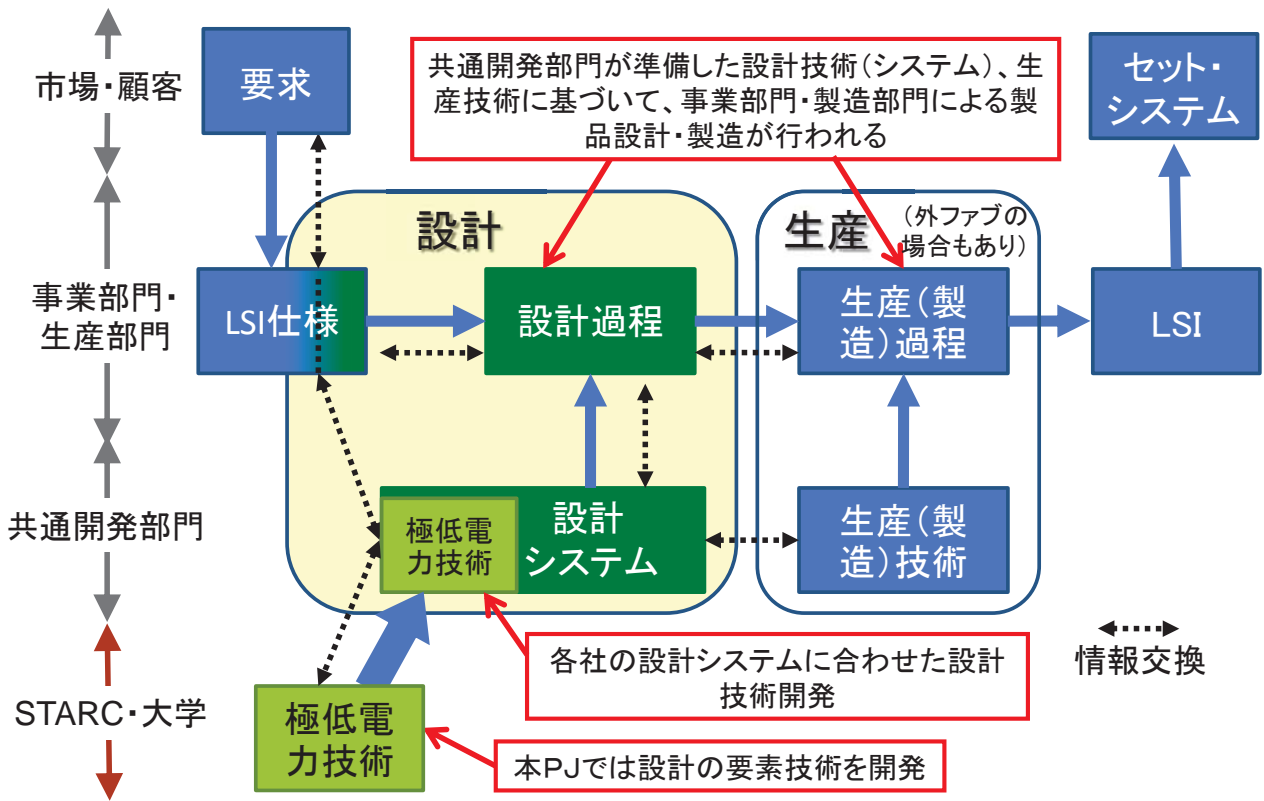 市場・顧客
要求
共通開発部門が準備した設計技術(システム)、生
産技術に基づいて、事業部門・製造部門による製
品設計・製造が行われる
セット・
システム
設計
生産
(外ファブの
場合もあり)
事業部門・
生産部門
LSI仕様
設計過程
生産(製
造)過程
LSI
共通開発部門
極低電
力技術
設計
システム
生産(製
造)技術
各社の設計システムに合わせた設計
技術開発
情報交換
STARC・大学
極低電
力技術
本PJでは設計の要素技術を開発